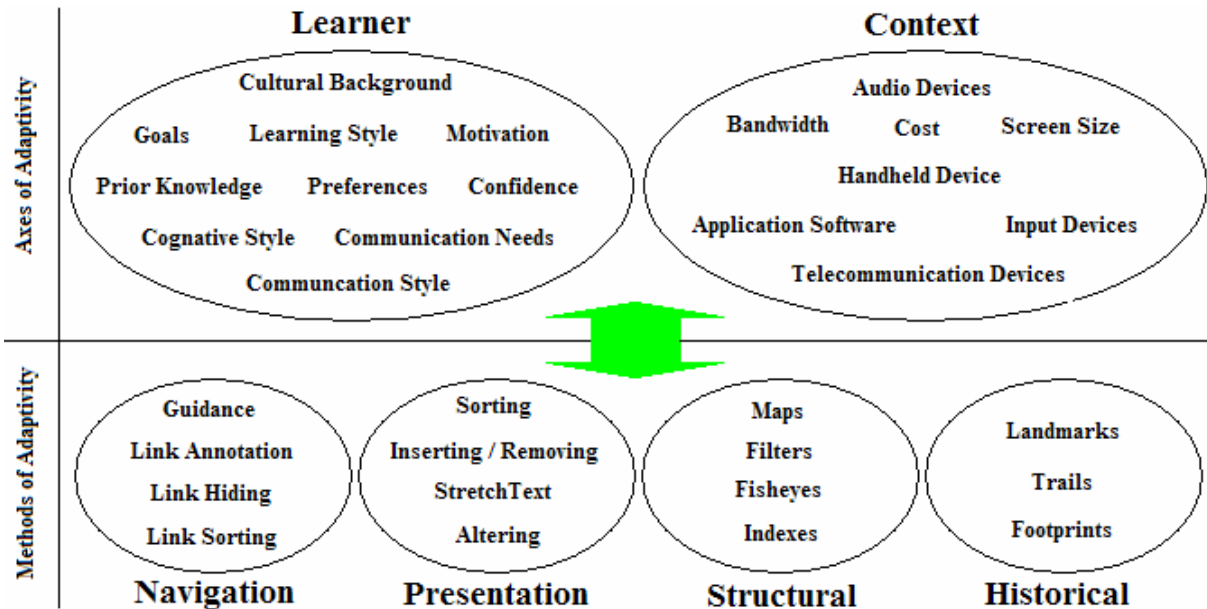 Learner
Context
Axes of Adaptivity
Cultural Background
Goals
Learning Style
Motivation
Prior Knowledge
Preferences
Confidence
Cognative Style
Communication Needs
Communcation Style
Audio Devices
Bandwidth
Cost
Screen Size
Handheld Device
Application Software
Input Devices
Telecommunication Devices
Methods of Adaptivity
Guidance
Link Annotation
Link Hiding
Link Sorting
Navigation
Sorting
Inserting / Removing
StretchText
Altering
Presentation
Maps
Filters
Fisheyes
Indexes
Structural
Landmarks
Trails
Footprints
Historical